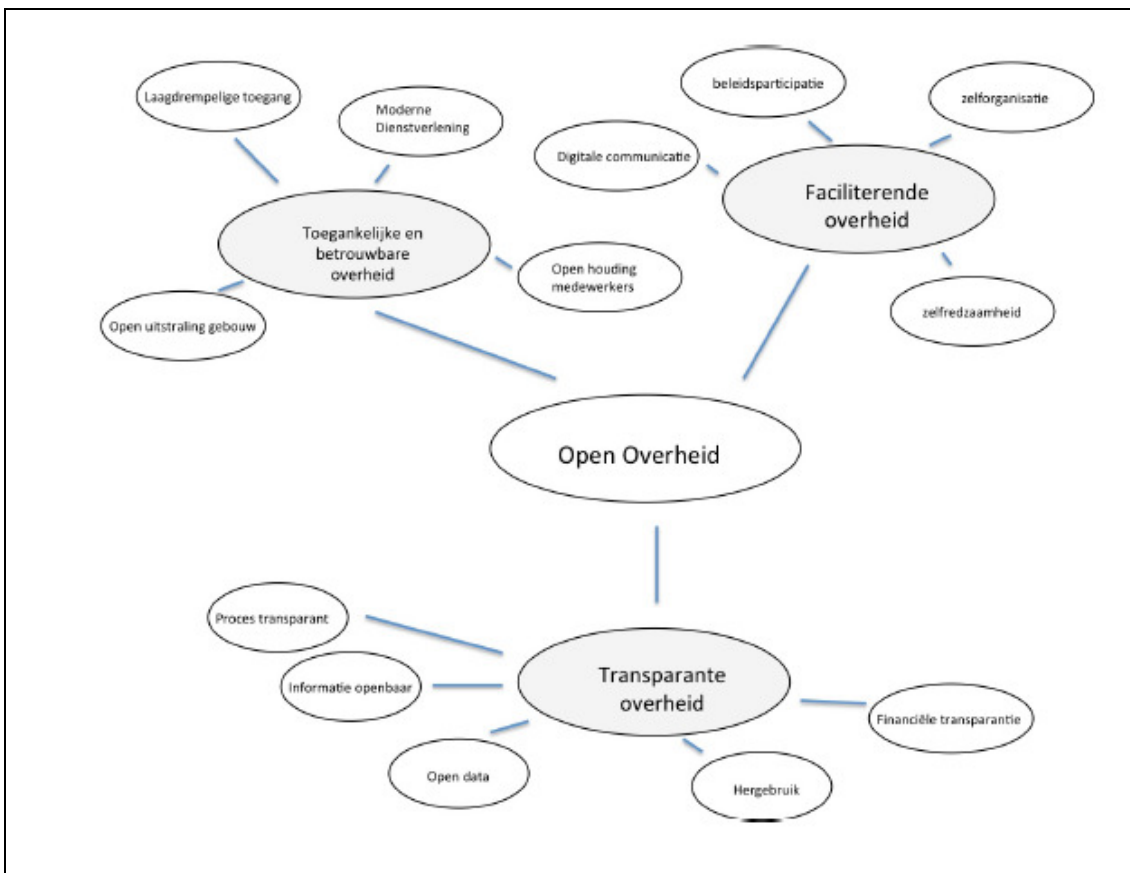 Laagdrempelige toegang
Moderne
Dienstverlening
Toegankelijke en
betrouwbare
overheid
Open houding
medewerkers
Open uitstraling gebouw
beleidsparticipatie
zelforganisatie
Digitale communicatie
Faciliterende
overheid
zelfredzaamheid
Open Overheid
Proces transparant
Informatie openbaar
Transparante
overheid
Financiële transparantie
Open data
Hergebruik